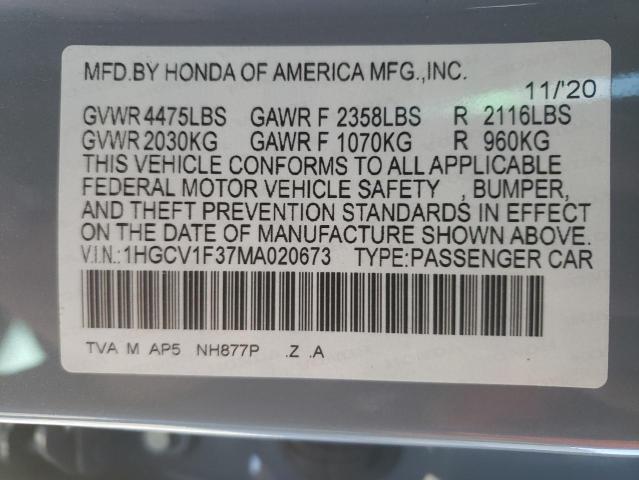 MFD.BY HONDA OF AMERICA MFG.,INC.
11/'20
GVWR 4475LBS GAWR F 2358LBS R 2116LBS
GVWR 2030KG GAWR F 1070KG R 960KG
THIS VEHICLE CONFORMS TO ALL APPLICABLE
FEDERAL MOTOR VEHICLE SAFETY , BUMPER,
AND THEFT PREVENTION STANDARDS IN EFFECT
ON THE DATE OF MANUFACTURE SHOWN ABOVE.
V.I.N.:1HGCV1F37MA020673 TYPE:PASSENGER CAR
TVA M AP5 NH877P .Z .A